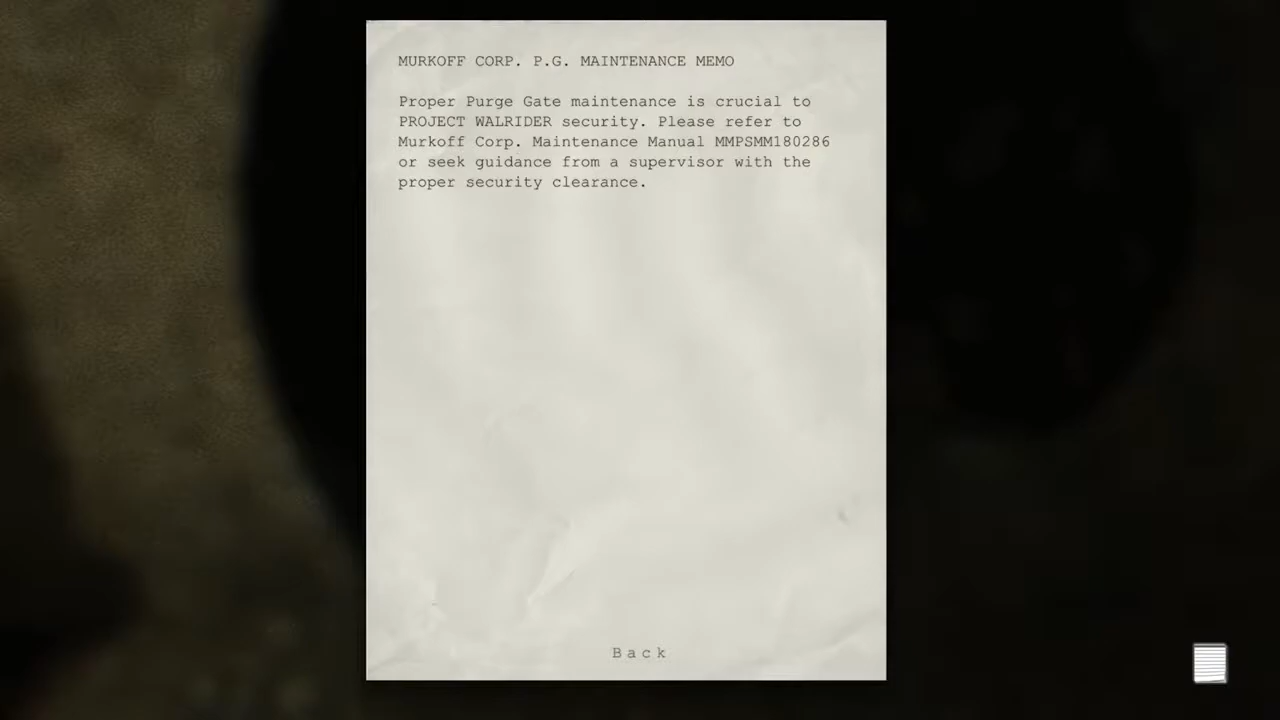 MURKOFF CORP. P.G. MAINTENANCE MEMO
Proper Purge Gate maintenance is crucial to
PROJECT WALRIDER security. Please refer to
Murkoff Corp. Maintenance Manual MMPSMM180286
or seek guidance from a supervisor with the
proper security clearance.
Back